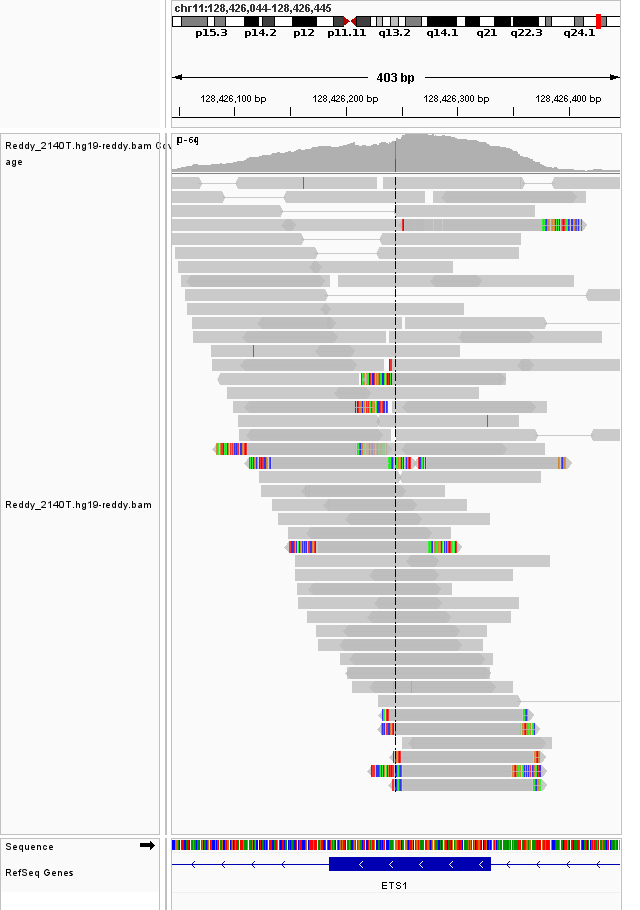 chr11:128,426,044-128,426,445
p15.3 p14.2 p12 p11.11 q13.2 q14.1 q21 q22.3 q24.1
403 bp
128,426,100 bp 128,426,200 bp 128,426,300 bp 128,426,400 bp
Reddy_2140T.hg19-reddy.bam Cov
age
[0-64]
Reddy_2140T.hg19-reddy.bam
Sequence
RefSeq Genes
ETS1